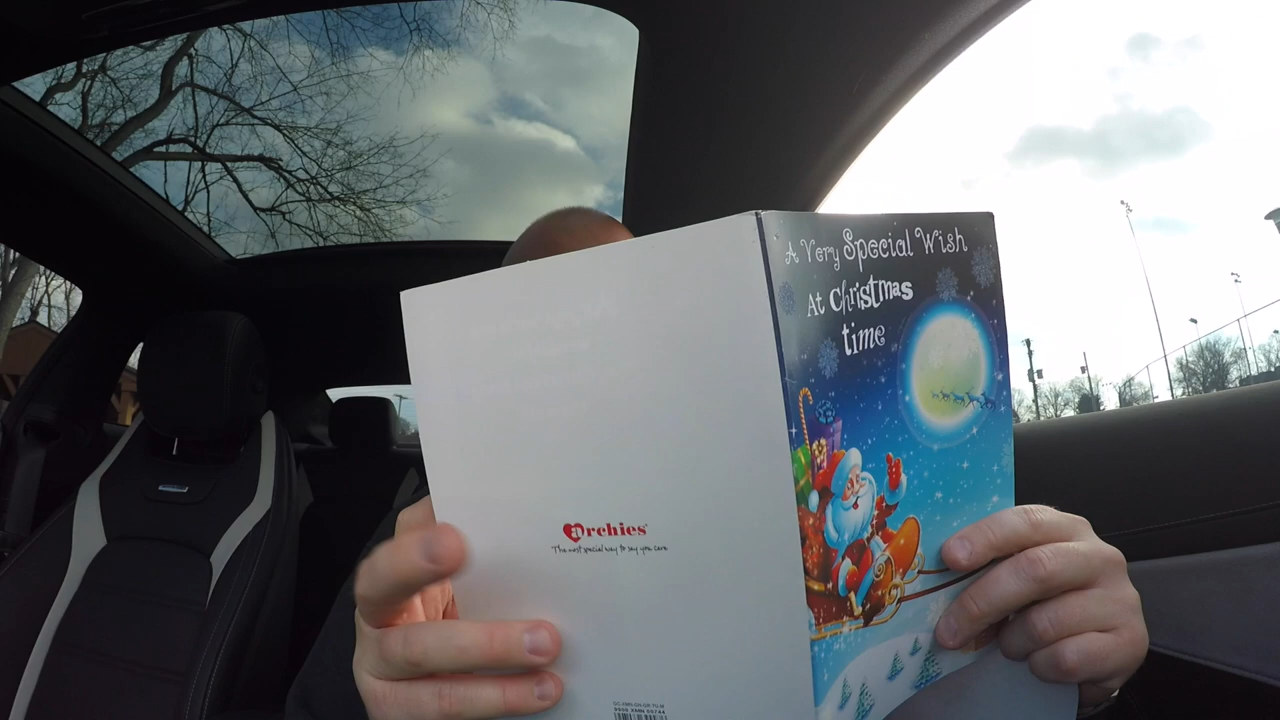 A Very Special Wish
At Christmas
time
archies
The most special way to say you care